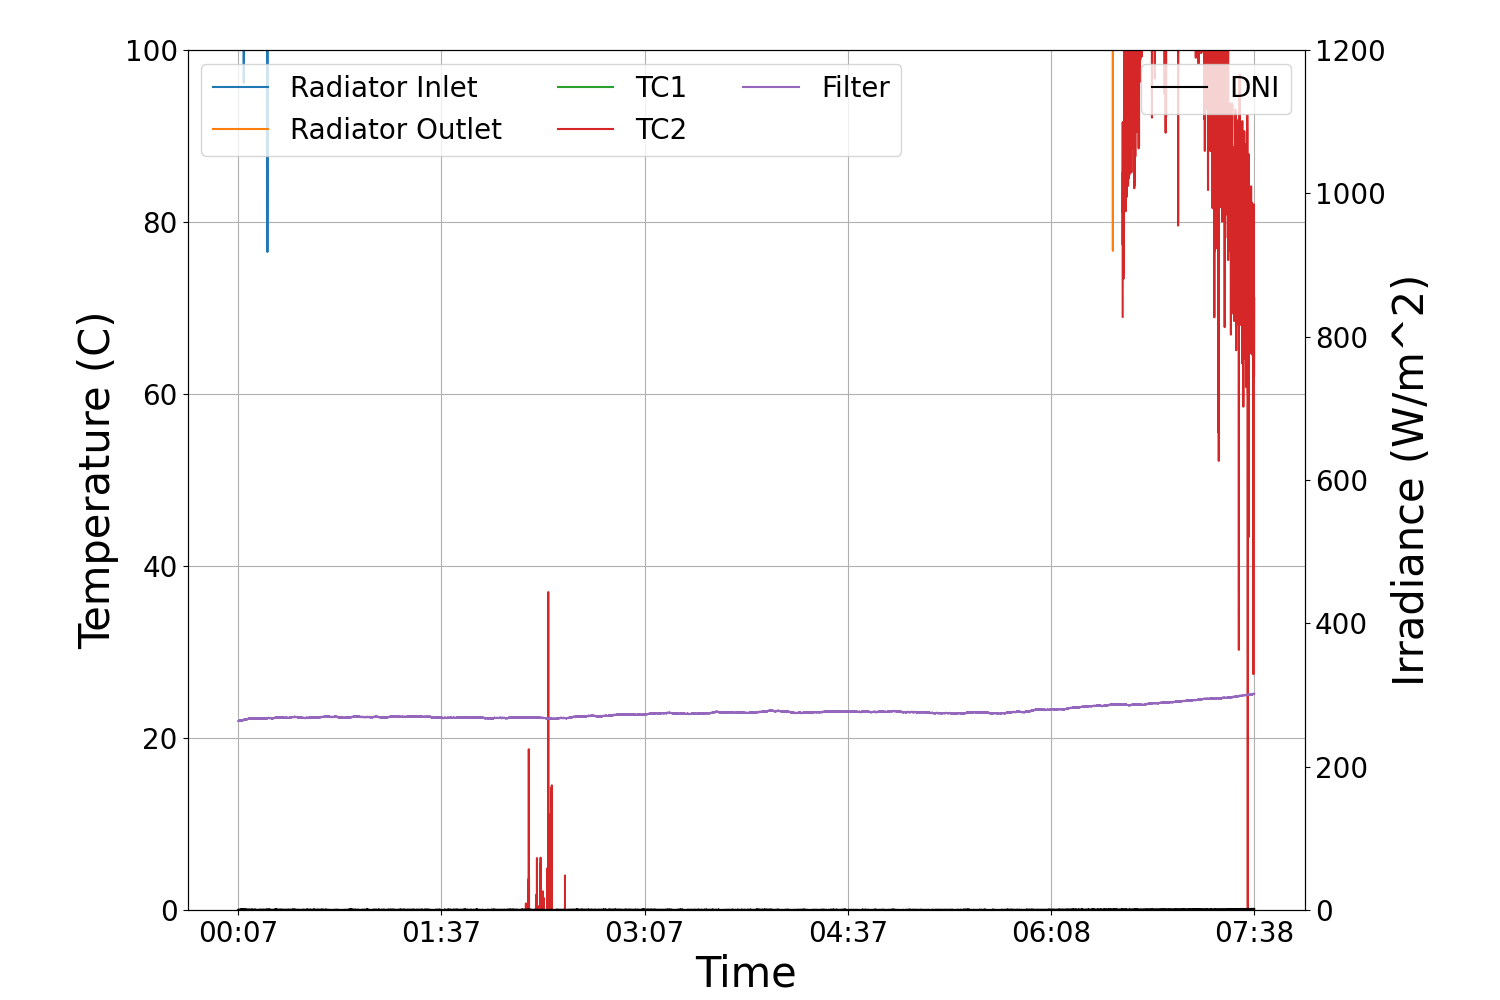 100
80
60
40
20
0
Temperature (C)
Radiator Inlet
Radiator Outlet
TC1
TC2
Filter
DNI
1200
1000
800
600
400
200
0
Irradiance (W/m^2)
00:07
01:37
03:07
04:37
06:08
07:38
Time